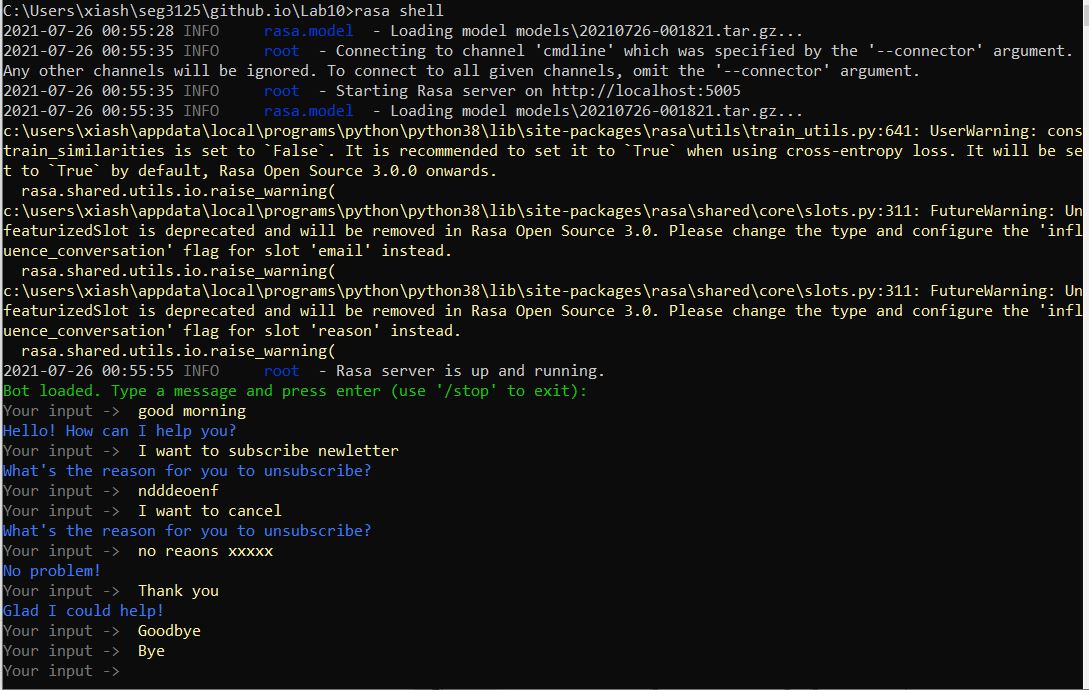 C:\Users\xiash\seg3125\github.io\Lab10>rasa shell
2021-07-26 00:55:28 INFO     rasa.model  - Loading model models\20210726-001821.tar.gz...
2021-07-26 00:55:35 INFO     root  - Connecting to channel 'cmdline' which was specified by the '--connector' argument.
Any other channels will be ignored. To connect to all given channels, omit the '--connector' argument.
2021-07-26 00:55:35 INFO     root  - Starting Rasa server on http://localhost:5005
2021-07-26 00:55:35 INFO     rasa.model  - Loading model models\20210726-001821.tar.gz...
c:\users\xiash\appdata\local\programs\python\python38\lib\site-packages\rasa\utils\train_utils.py:641: UserWarning: cons
train_similarities is set to `False`. It is recommended to set it to `True` when using cross-entropy loss. It will be se
t to `True` by default, Rasa Open Source 3.0.0 onwards.
  rasa.shared.utils.io.raise_warning(
c:\users\xiash\appdata\local\programs\python\python38\lib\site-packages\rasa\shared\core\slots.py:311: FutureWarning: Un
featurizedSlot is deprecated and will be removed in Rasa Open Source 3.0. Please change the type and configure the 'infl
uence_conversation' flag for slot 'email' instead.
  rasa.shared.utils.io.raise_warning(
c:\users\xiash\appdata\local\programs\python\python38\lib\site-packages\rasa\shared\core\slots.py:311: FutureWarning: Un
featurizedSlot is deprecated and will be removed in Rasa Open Source 3.0. Please change the type and configure the 'infl
uence_conversation' flag for slot 'reason' instead.
  rasa.shared.utils.io.raise_warning(
2021-07-26 00:55:55 INFO     root  - Rasa server is up and running.
Bot loaded. Type a message and press enter (use '/stop' to exit):
Your input ->  good morning
Hello! How can I help you?
Your input ->  I want to subscribe newletter
What's the reason for you to unsubscribe?
Your input ->  ndddeoenf
Your input ->  I want to cancel
What's the reason for you to unsubscribe?
Your input ->  no reaons xxxxx
No problem!
Your input ->  Thank you
Glad I could help!
Your input ->  Goodbye
Your input ->  Bye
Your input ->